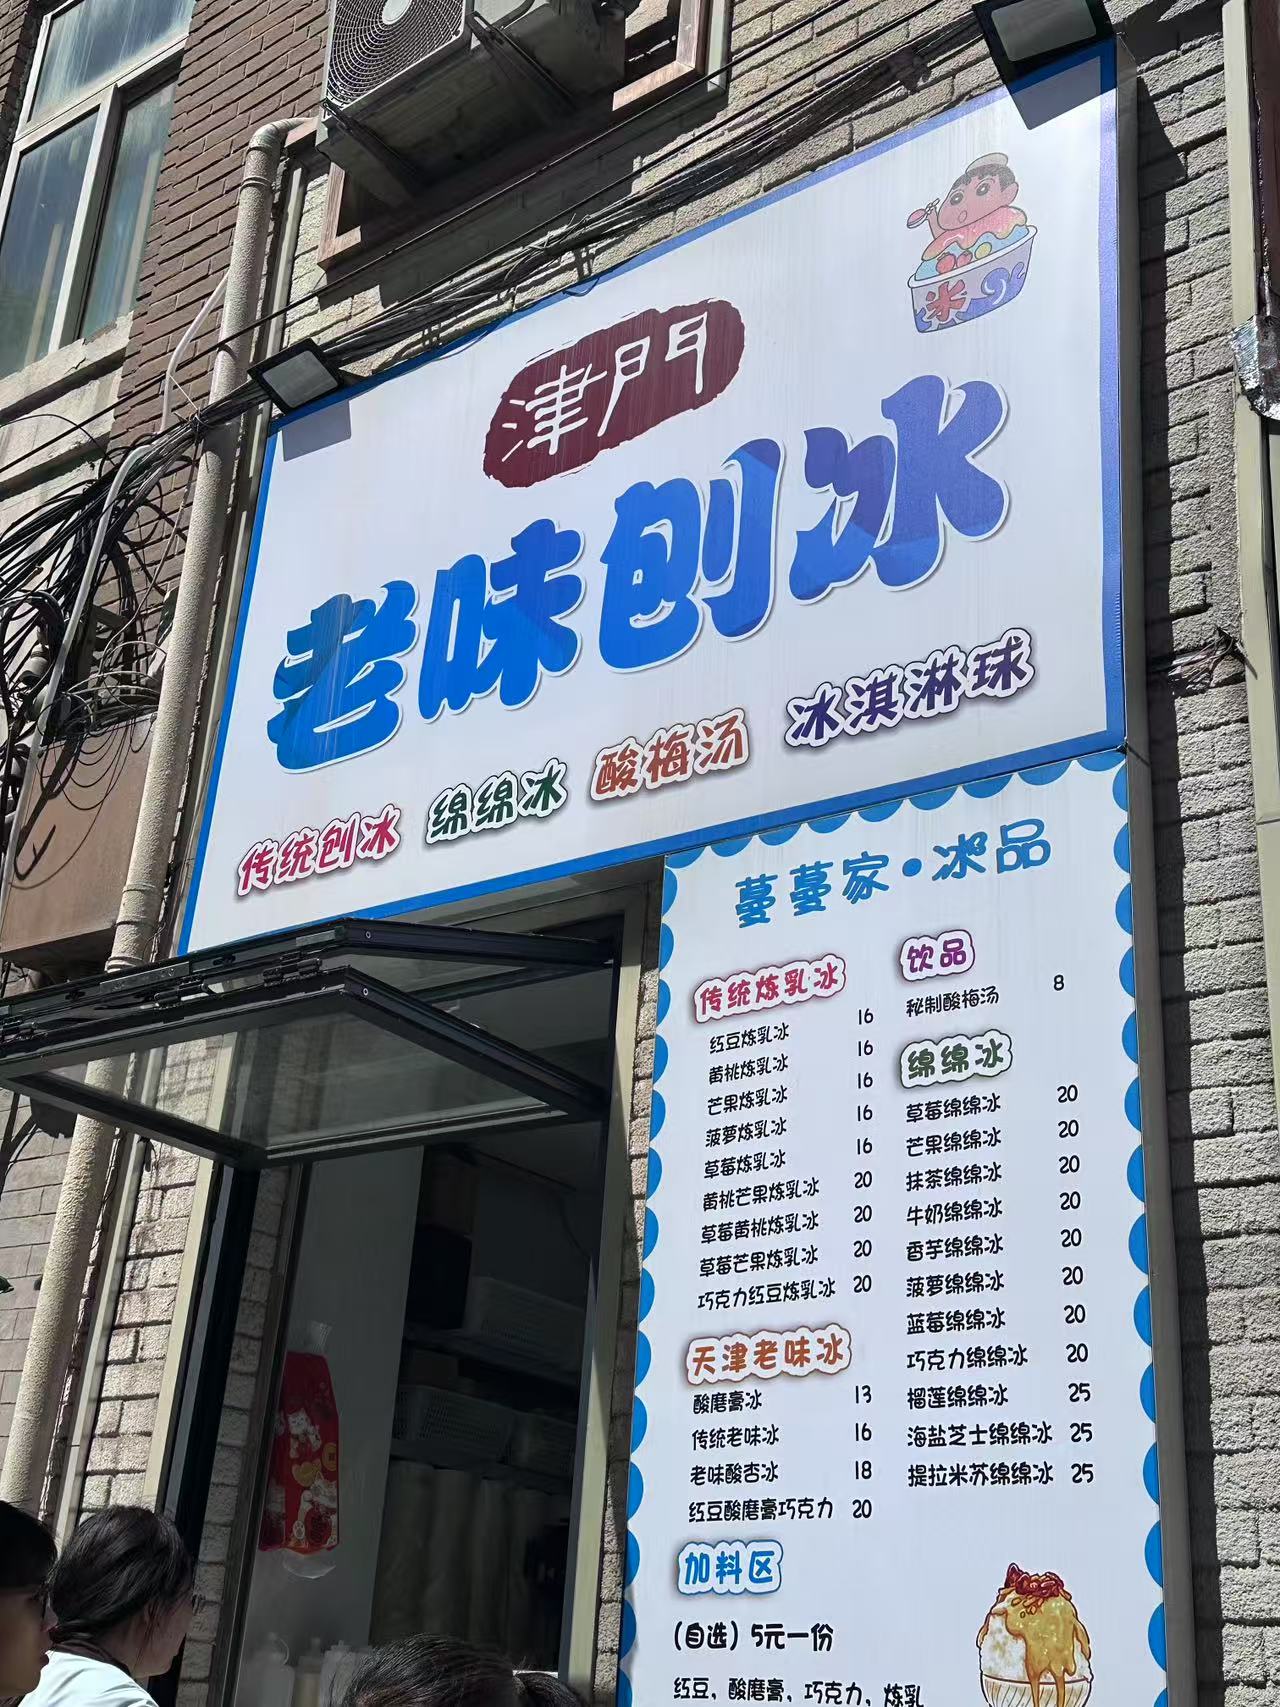 津門
老味刨冰
传统刨冰 绵绵冰 酸梅汤 冰淇淋球
蔓蔓家·冰品
传统炼乳冰
红豆炼乳冰 16
黄桃炼乳冰 16
芒果炼乳冰 16
菠萝炼乳冰 16
草莓炼乳冰 16
黄桃芒果炼乳冰 20
草莓黄桃炼乳冰 20
草莓芒果炼乳冰 20
巧克力红豆炼乳冰 20
天津老味冰
酸磨膏冰 13
传统老味冰 16
老味酸杏冰 18
红豆酸磨膏巧克力 20
加料区
(自选) 5元一份
红豆，酸磨膏，巧克力，炼乳
饮品
秘制酸梅汤 8
绵绵冰
草莓绵绵冰 20
芒果绵绵冰 20
抹茶绵绵冰 20
牛奶绵绵冰 20
香芋绵绵冰 20
菠萝绵绵冰 20
蓝莓绵绵冰 20
巧克力绵绵冰 20
榴莲绵绵冰 25
海盐芝士绵绵冰 25
提拉米苏绵绵冰 25